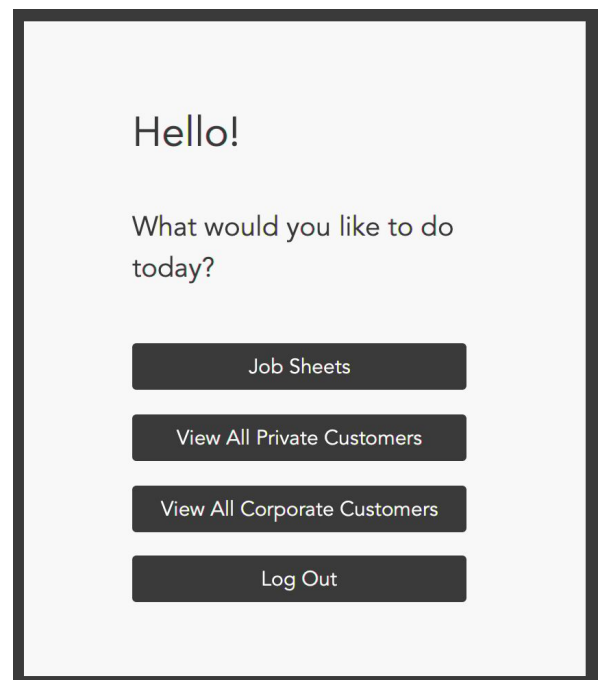 Hello!
What would you like to do
today?
Job Sheets
View All Private Customers
View All Corporate Customers
Log Out